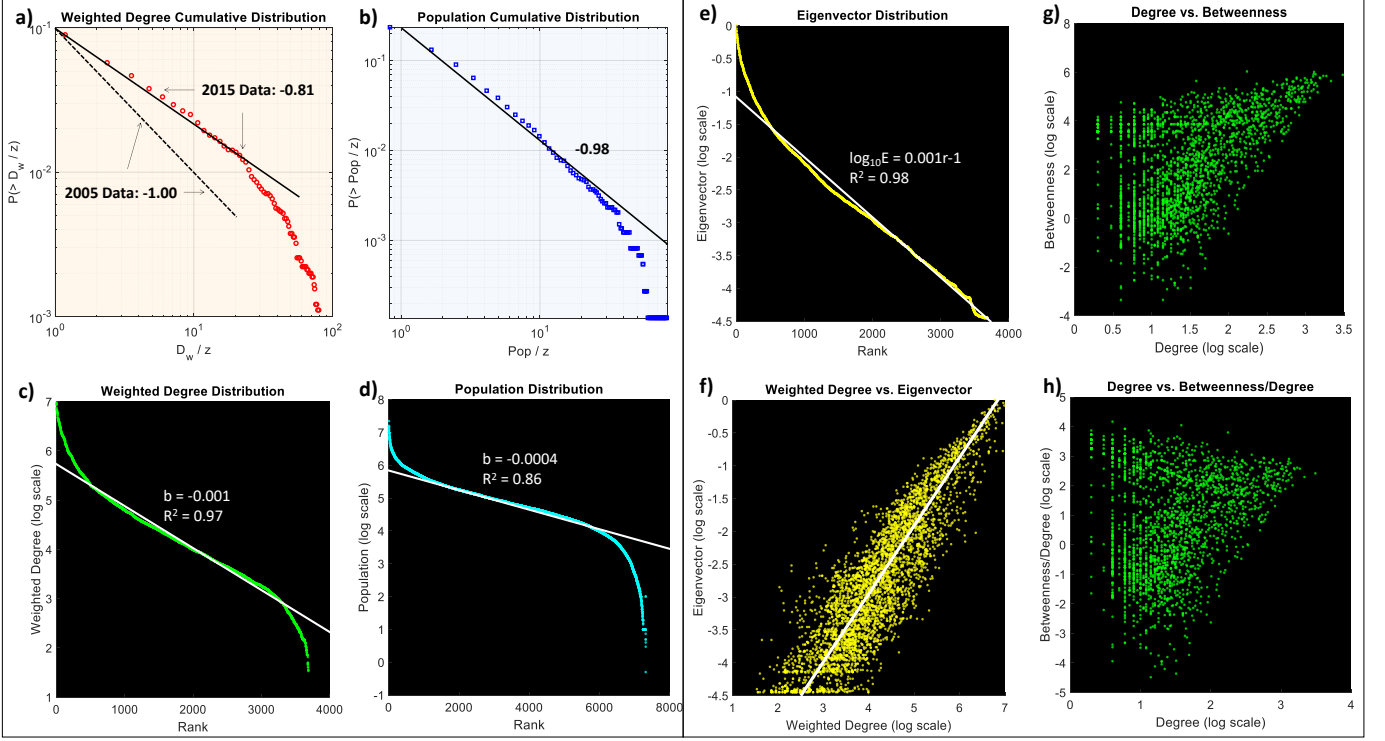 a)
Weighted Degree Cumulative Distribution
P(> D_w / z)
10^-1
10^-2
10^-3
2015 Data: -0.81
2005 Data: -1.00
10^0
10^1
10^2
D_w / z
b)
Population Cumulative Distribution
P(> Pop / z)
10^-1
10^-2
10^-3
-0.98
10^0
10^1
Pop / z
c)
Weighted Degree Distribution
Weighted Degree (log scale)
7
6
5
4
3
2
1
b = -0.001
R² = 0.97
0
1000
2000
3000
4000
Rank
d)
Population Distribution
Population (log scale)
8
7
6
5
4
3
2
1
0
-1
b = -0.0004
R² = 0.86
0
2000
4000
6000
8000
Rank
e)
Eigenvector Distribution
Eigenvector (log scale)
0
-0.5
-1
-1.5
-2
-2.5
-3
-3.5
-4
-4.5
log₁₀E = 0.001r-1
R² = 0.98
0
1000
2000
3000
4000
Rank
f)
Weighted Degree vs. Eigenvector
Eigenvector (log scale)
0
-0.5
-1
-1.5
-2
-2.5
-3
-3.5
-4
-4.5
1
2
3
4
5
6
7
Weighted Degree (log scale)
g)
Degree vs. Betweenness
Betweenness (log scale)
8
6
4
2
0
-2
-4
0
0.5
1
1.5
2
2.5
3
3.5
Degree (log scale)
h)
Degree vs. Betweenness/Degree
Betweenness/Degree (log scale)
5
4
3
2
1
0
-1
-2
-3
-4
-5
0
1
2
3
4
Degree (log scale)